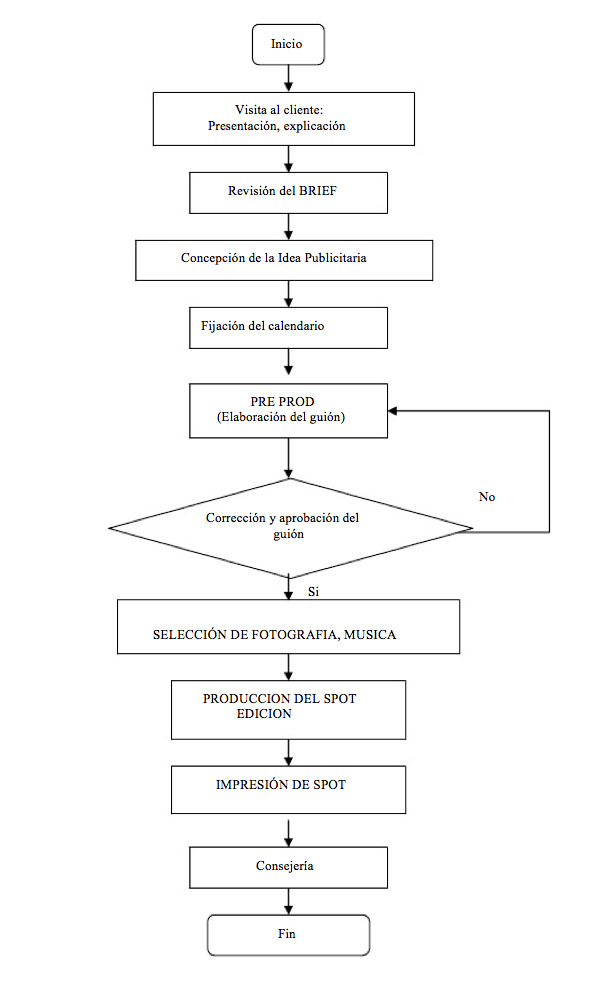 Inicio
Visita al cliente:
Presentación, explicación
Revisión del BRIEF
Concepción de la Idea Publicitaria
Fijación del calendario
PRE PROD
(Elaboración del guión)
No
Corrección y aprobación del
guión
Si
SELECCIÓN DE FOTOGRAFIA, MUSICA
PRODUCCION DEL SPOT
EDICION
IMPRESIÓN DE SPOT
Consejería
Fin